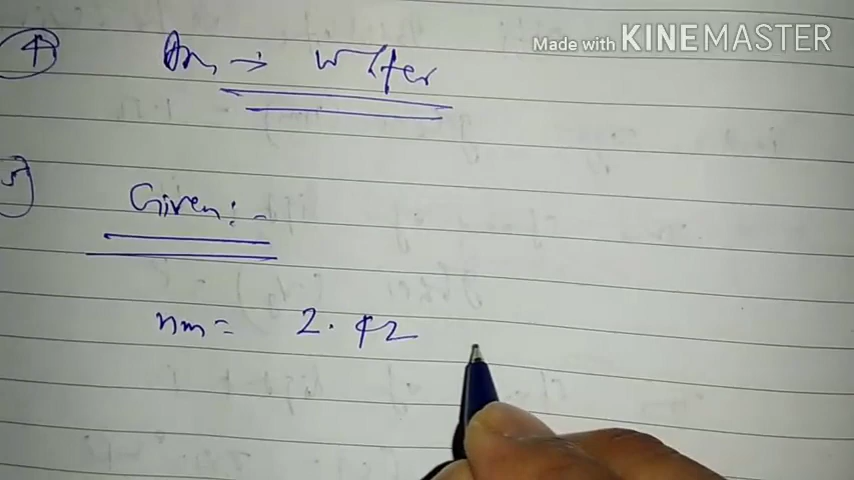 Made with KINEMASTER
④ Ans → water
⑤ Given:-
nm = 2.42